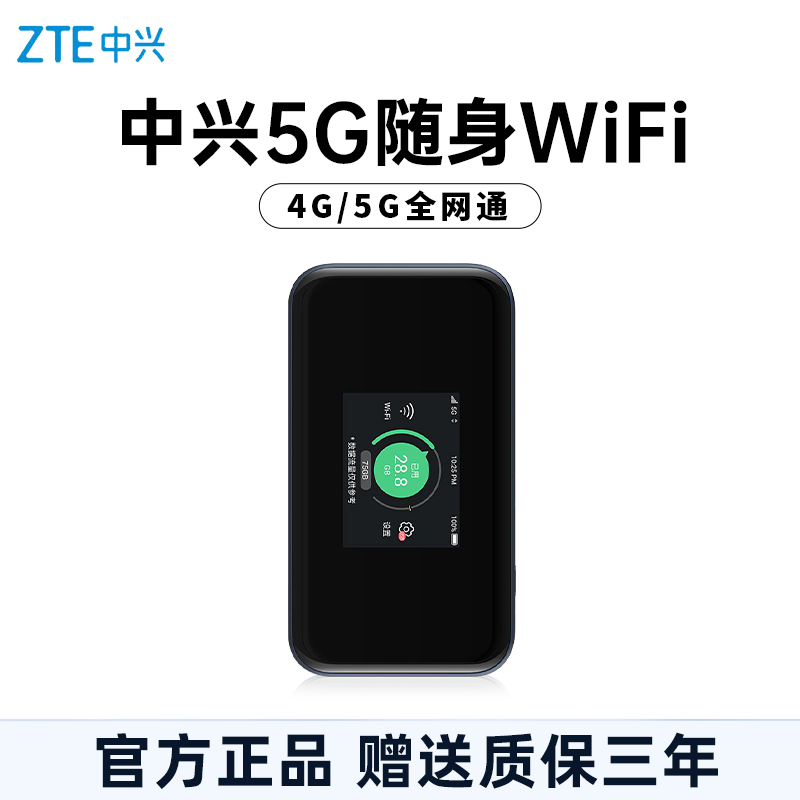 ZTE中兴
中兴5G随身WiFi
4G/5G全网通
5G
10:25 PM
100%
Wi-Fi
已用
28.8
GB
75GB
设置
* 数据流量仅供参考
官方正品 赠送质保三年